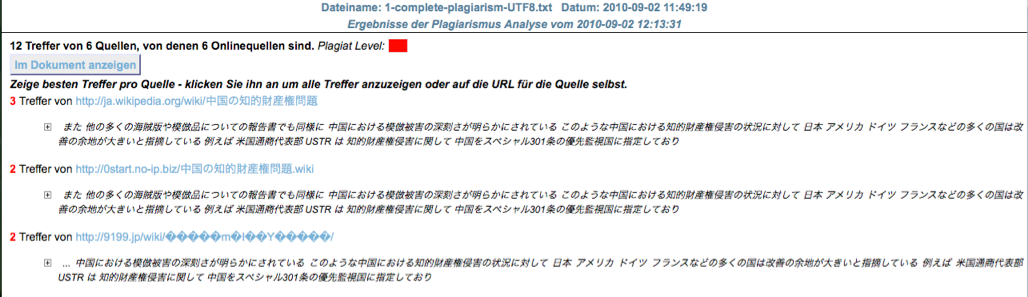 Dateiname: 1-complete-plagiarism-UTF8.txt Datum: 2010-09-02 11:49:19
Ergebnisse der Plagiarismus Analyse vom 2010-09-02 12:13:31
12 Treffer von 6 Quellen, von denen 6 Onlinequellen sind. Plagiat Level:
Im Dokument anzeigen
Zeige besten Treffer pro Quelle - klicken Sie ihn an um alle Treffer anzuzeigen oder auf die URL für die Quelle selbst.
3 Treffer von http://ja.wikipedia.org/wiki/中国の知的財産権問題
また 他の多くの海賊版や模倣品についての報告書でも同様に 中国における模倣被害の深刻さが明らかにされている このような中国における知的財産権侵害の状況に対して 日本 アメリカ ドイツ フランスなどの多くの国は改
善の余地が大きいと指摘している 例えば 米国通商代表部 USTR は 知的財産権侵害に関して 中国をスペシャル301条の優先監視国に指定しており
2 Treffer von http://0start.no-ip.biz/中国の知的財産権問題.wiki
また 他の多くの海賊版や模倣品についての報告書でも同様に 中国における模倣被害の深刻さが明らかにされている このような中国における知的財産権侵害の状況に対して 日本 アメリカ ドイツ フランスなどの多くの国は改
善の余地が大きいと指摘している 例えば 米国通商代表部 USTR は 知的財産権侵害に関して 中国をスペシャル301条の優先監視国に指定しており
2 Treffer von http://9199.jp/wiki/�����m�I��Y�����/
... 中国における模倣被害の深刻さが明らかにされている このような中国における知的財産権侵害の状況に対して 日本 アメリカ ドイツ フランスなどの多くの国は改善の余地が大きいと指摘している 例えば 米国通商代表部
USTR は 知的財産権侵害に関して 中国をスペシャル301条の優先監視国に指定しており